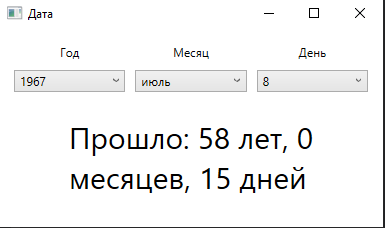 Дата
Год Месяц День
1967 июль 8
Прошло: 58 лет, 0
месяцев, 15 дней